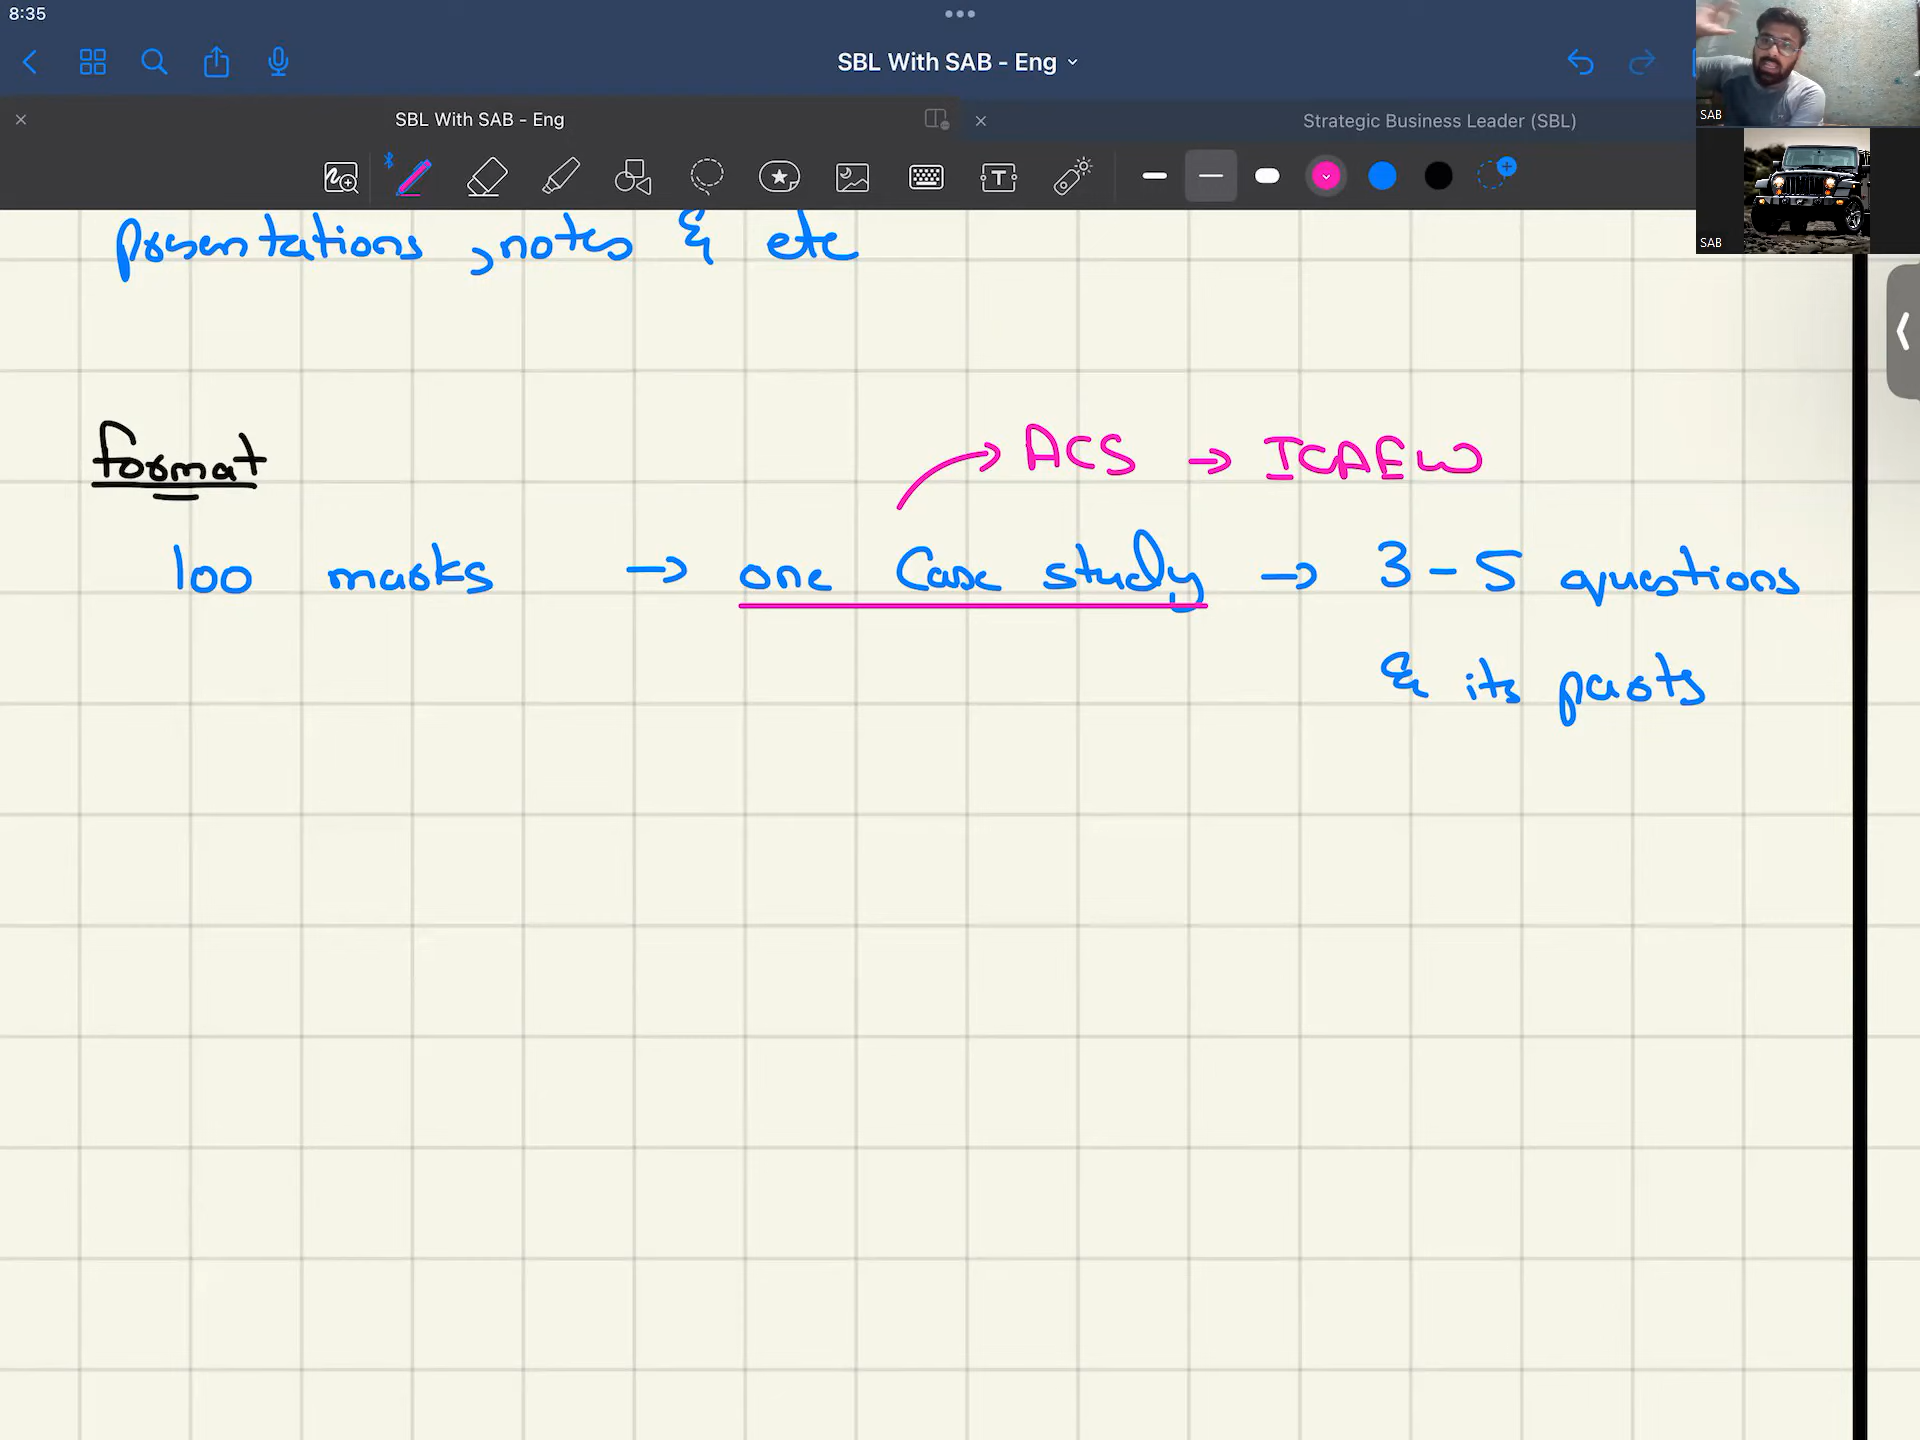 8:35
SBL With SAB - Eng
SBL With SAB - Eng
Strategic Business Leader (SBL)
SAB
SAB
presentations , notes & etc
format
ACS → ICAEW
100 marks → one Case study → 3 - 5 questions
& its parts